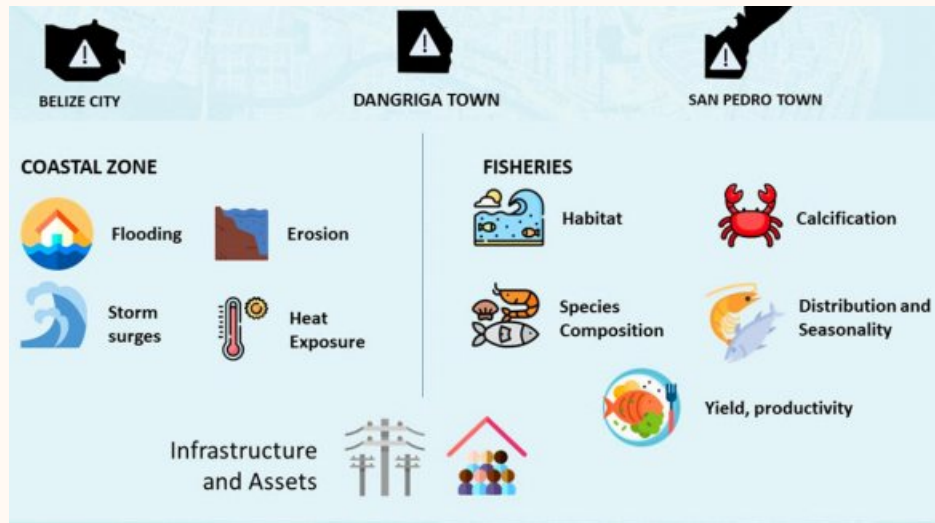 BELIZE CITY
DANGRIGA TOWN
SAN PEDRO TOWN
COASTAL ZONE
Flooding
Erosion
Storm
surges
Heat
Exposure
FISHERIES
Habitat
Calcification
Species
Composition
Distribution and
Seasonality
Yield, productivity
Infrastructure
and Assets